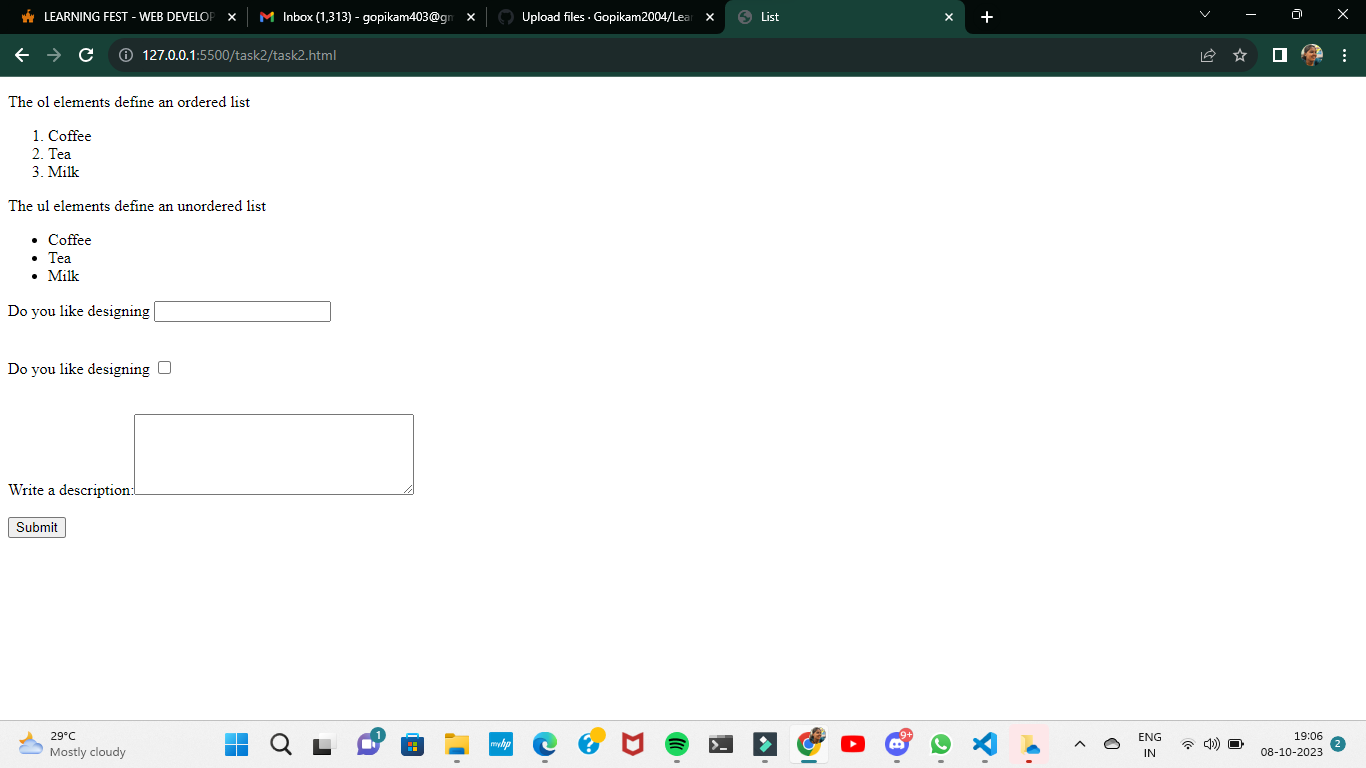 LEARNING FEST - WEB DEVELOP
Inbox (1,313) - gopikam403@gm
Upload files · Gopikam2004/Lear
List
127.0.0.1:5500/task2/task2.html
The ol elements define an ordered list
1. Coffee
2. Tea
3. Milk
The ul elements define an unordered list
• Coffee
• Tea
• Milk
Do you like designing
Do you like designing
Write a description:
Submit
29°C
Mostly cloudy
1
myhp
9+
ENG
IN
19:06
08-10-2023
2